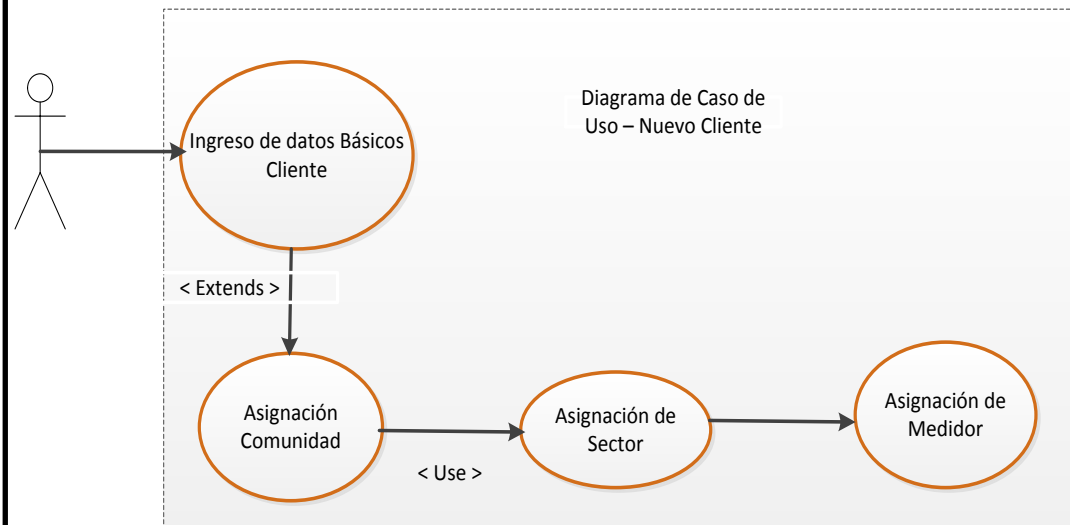 Diagrama de Caso de
Uso – Nuevo Cliente
Ingreso de datos Básicos
Cliente
< Extends >
Asignación
Comunidad
< Use >
Asignación de
Sector
Asignación de
Medidor